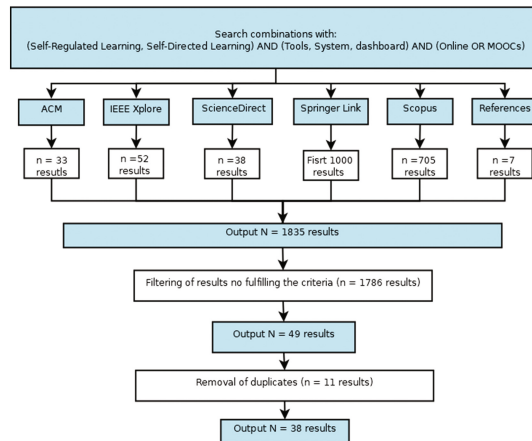 Search combinations with:
(Self-Regulated Learning, Self-Directed Learning) AND (Tools, System, dashboard) AND (Online OR MOOCs)
ACM
IEEE Xplore
ScienceDirect
Springer Link
Scopus
References
n = 33
resutls
n =52
results
n =38
results
Fisrt 1000
results
n =705
results
n =7
results
Output N = 1835 results
Filtering of results no fulfilling the criteria (n = 1786 results)
Output N = 49 results
Removal of duplicates (n = 11 results)
Output N = 38 results